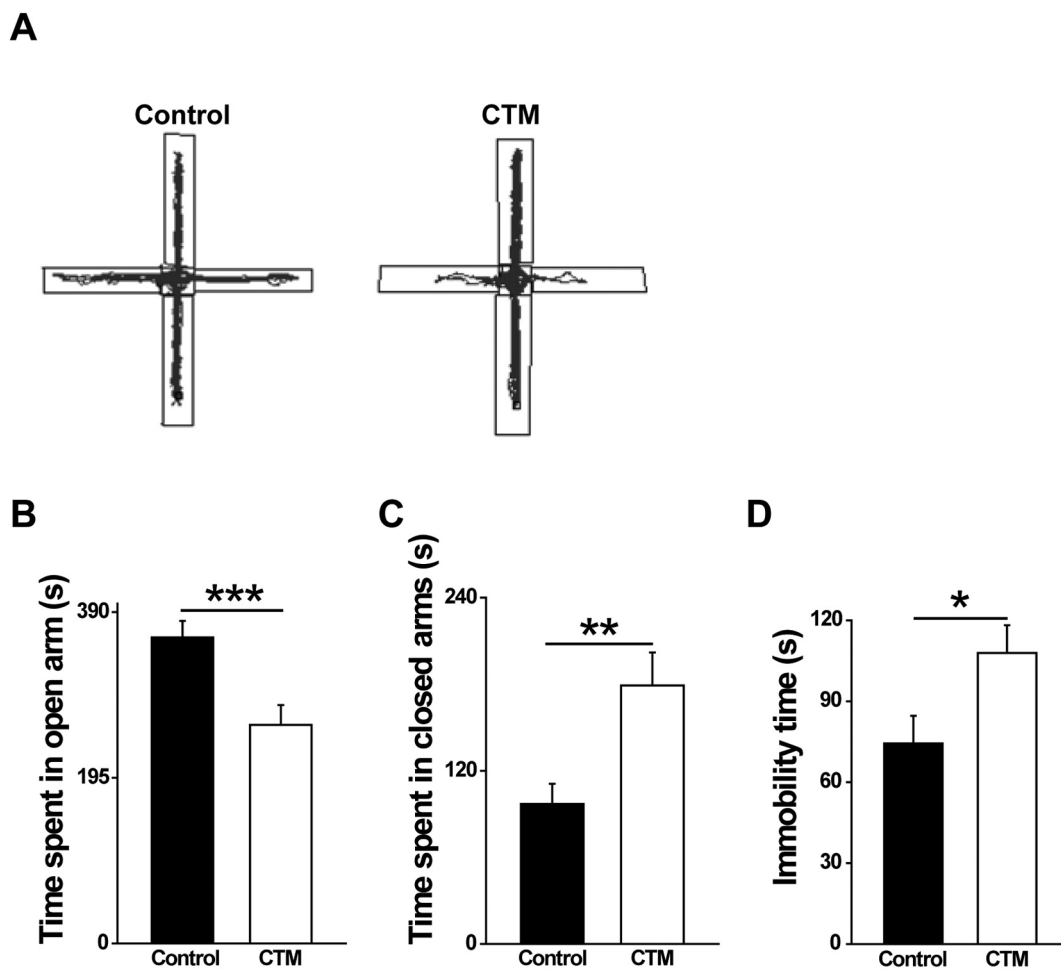 A
Control
CTM
B
Time spent in open arm (s)
390
195
0
***
Control
CTM
C
Time spent in closed arms (s)
240
120
0
**
Control
CTM
D
Immobility time (s)
120
90
60
30
0
*
Control
CTM